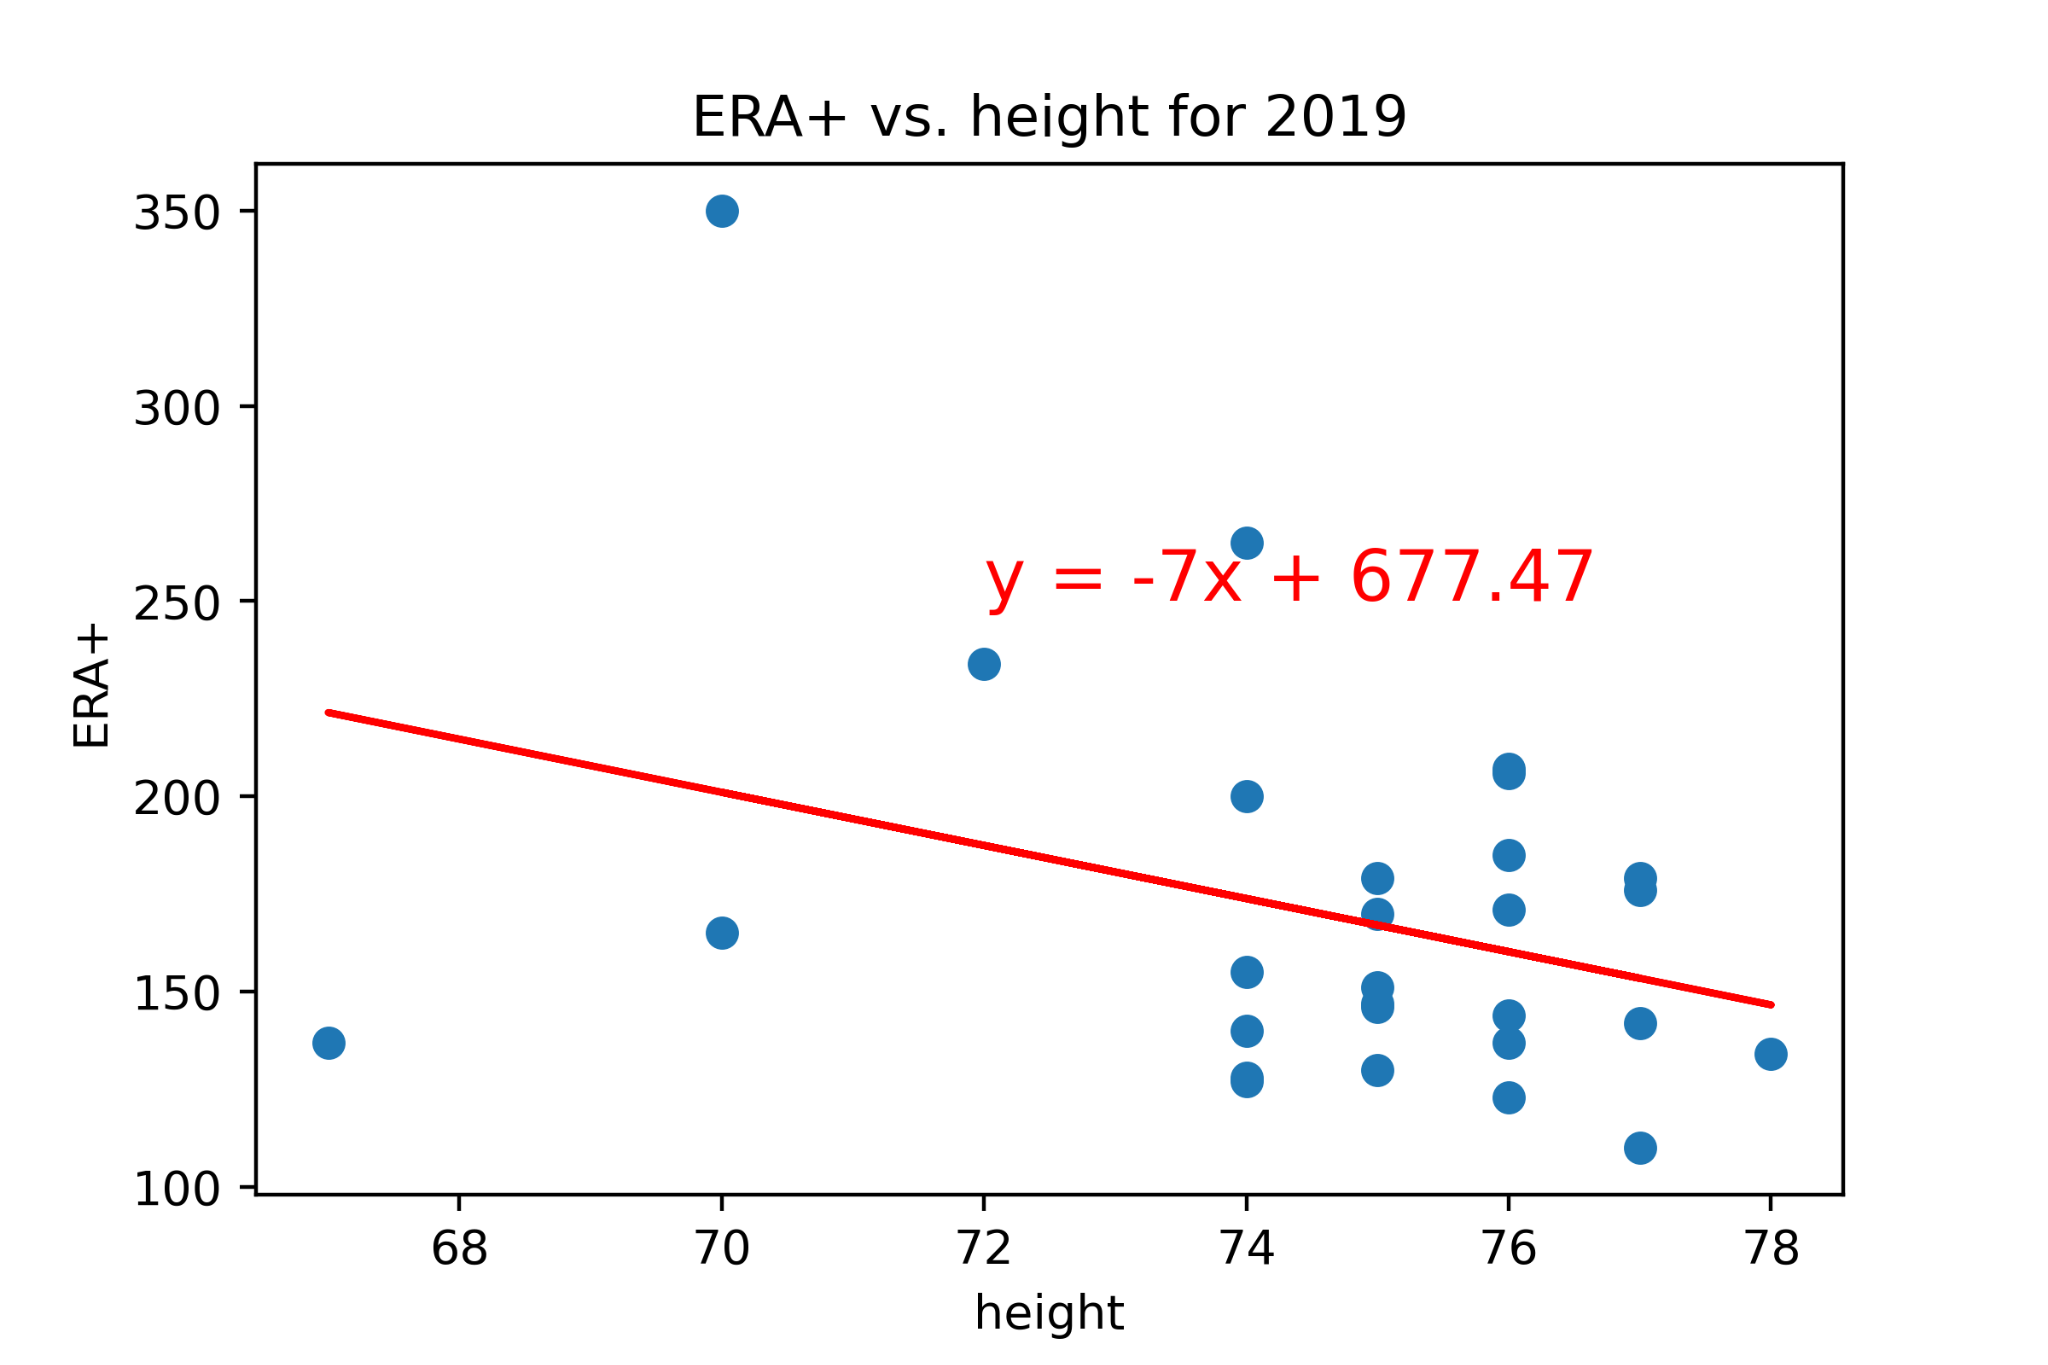 ERA+ vs. height for 2019
350
300
250
200
150
100
ERA+
y = -7x + 677.47
68 70 72 74 76 78
height